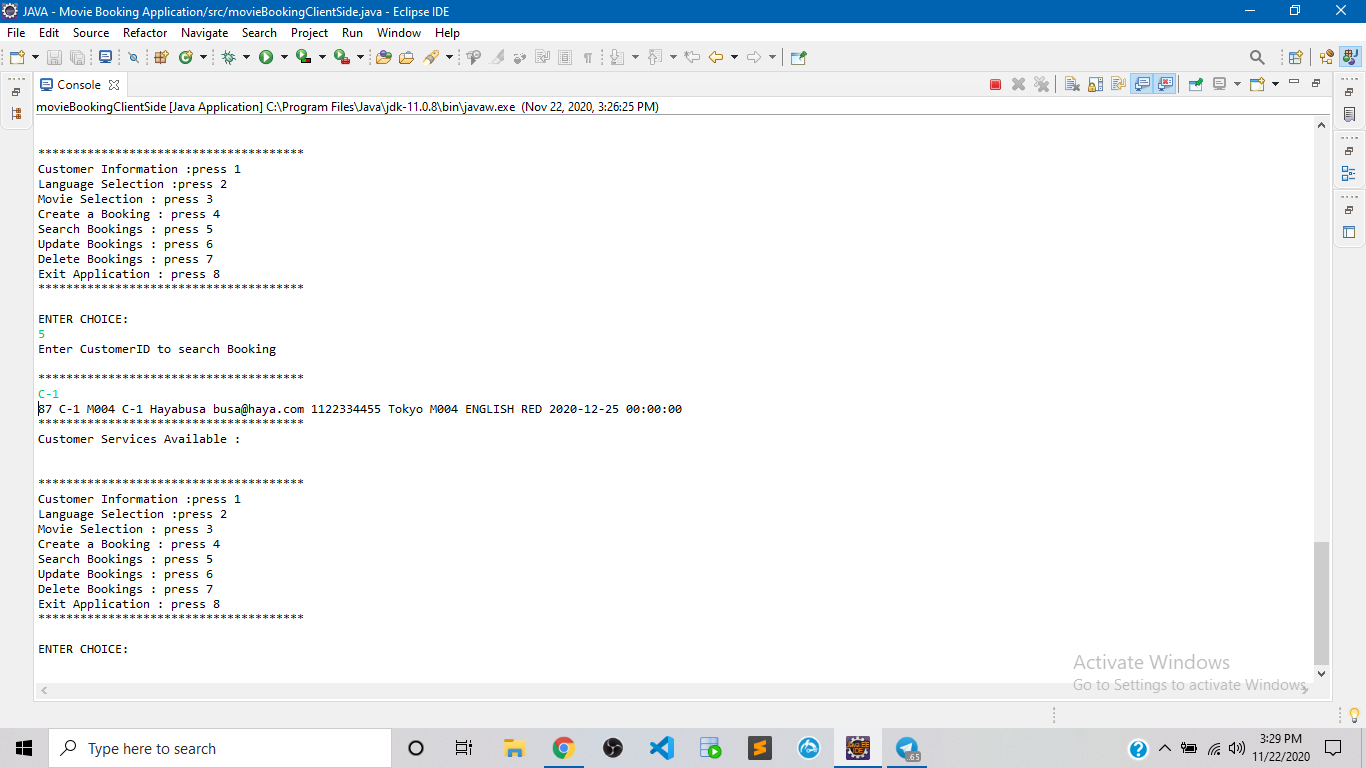 JAVA - Movie Booking Application/src/movieBookingClientSide.java - Eclipse IDE
File Edit Source Refactor Navigate Search Project Run Window Help
Console
movieBookingClientSide [Java Application] C:\Program Files\Java\jdk-11.0.8\bin\javaw.exe (Nov 22, 2020, 3:26:25 PM)
**************************************
Customer Information :press 1
Language Selection :press 2
Movie Selection : press 3
Create a Booking : press 4
Search Bookings : press 5
Update Bookings : press 6
Delete Bookings : press 7
Exit Application : press 8
**************************************
ENTER CHOICE:
5
Enter CustomerID to search Booking
**************************************
C-1
87 C-1 M004 C-1 Hayabusa busa@haya.com 1122334455 Tokyo M004 ENGLISH RED 2020-12-25 00:00:00
**************************************
Customer Services Available :
**************************************
Customer Information :press 1
Language Selection :press 2
Movie Selection : press 3
Create a Booking : press 4
Search Bookings : press 5
Update Bookings : press 6
Delete Bookings : press 7
Exit Application : press 8
**************************************
ENTER CHOICE:
Activate Windows
Go to Settings to activate Windows.
Type here to search
3:29 PM
11/22/2020